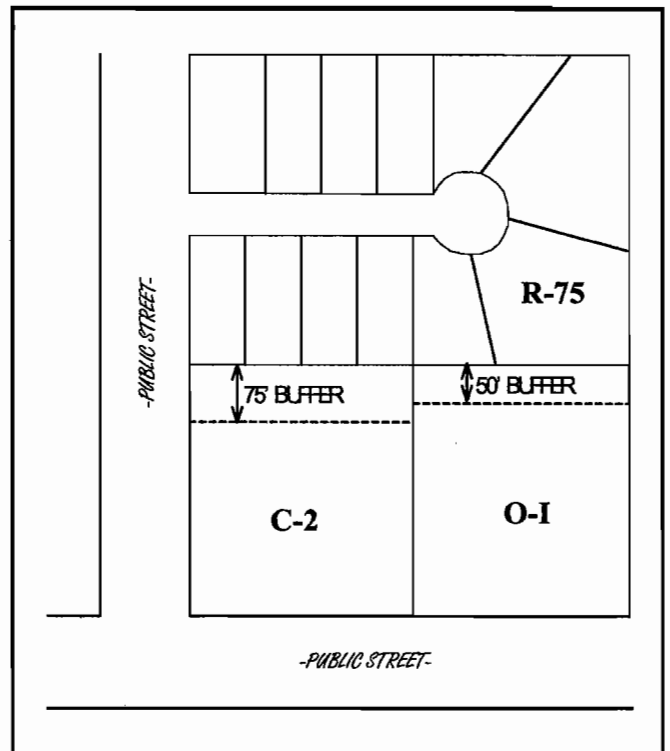 R-75
-PUBLIC STREET-
75' BUFFER
50' BUFFER
C-2
O-I
-PUBLIC STREET-